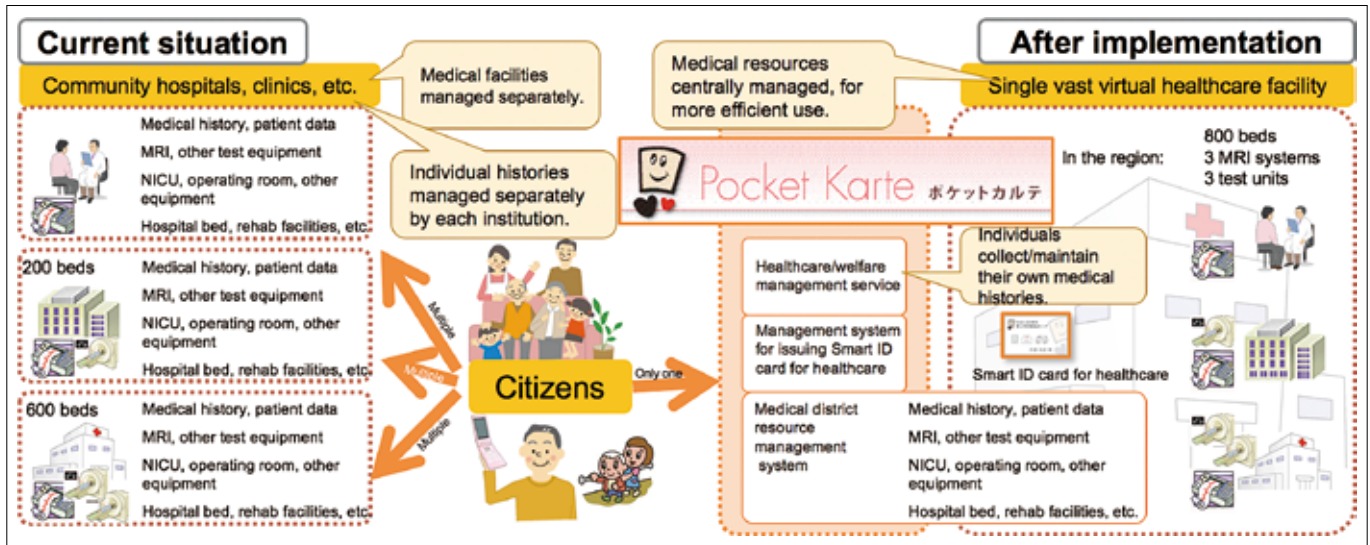 Current situation
Community hospitals, clinics, etc.
Medical facilities
managed separately.
Individual histories
managed separately
by each institution.
Medical history, patient data
MRI, other test equipment
NICU, operating room, other
equipment
Hospital bed, rehab facilities, etc.
200 beds
Medical history, patient data
MRI, other test equipment
NICU, operating room, other
equipment
Hospital bed, rehab facilities, etc.
600 beds
Medical history, patient data
MRI, other test equipment
NICU, operating room, other
equipment
Hospital bed, rehab facilities, etc.
Multiple
Multiple
Multiple
Citizens
Only one
Medical resources
centrally managed, for
more efficient use.
Pocket Karte ポケットカルテ
Healthcare/welfare
management service
Management system
for issuing Smart ID
card for healthcare
Medical district
resource
management
system
Medical history, patient data
MRI, other test equipment
NICU, operating room, other
equipment
Hospital bed, rehab facilities, etc.
After implementation
Single vast virtual healthcare facility
In the region:
800 beds
3 MRI systems
3 test units
Individuals
collect/maintain
their own medical
histories.
Smart ID card for healthcare